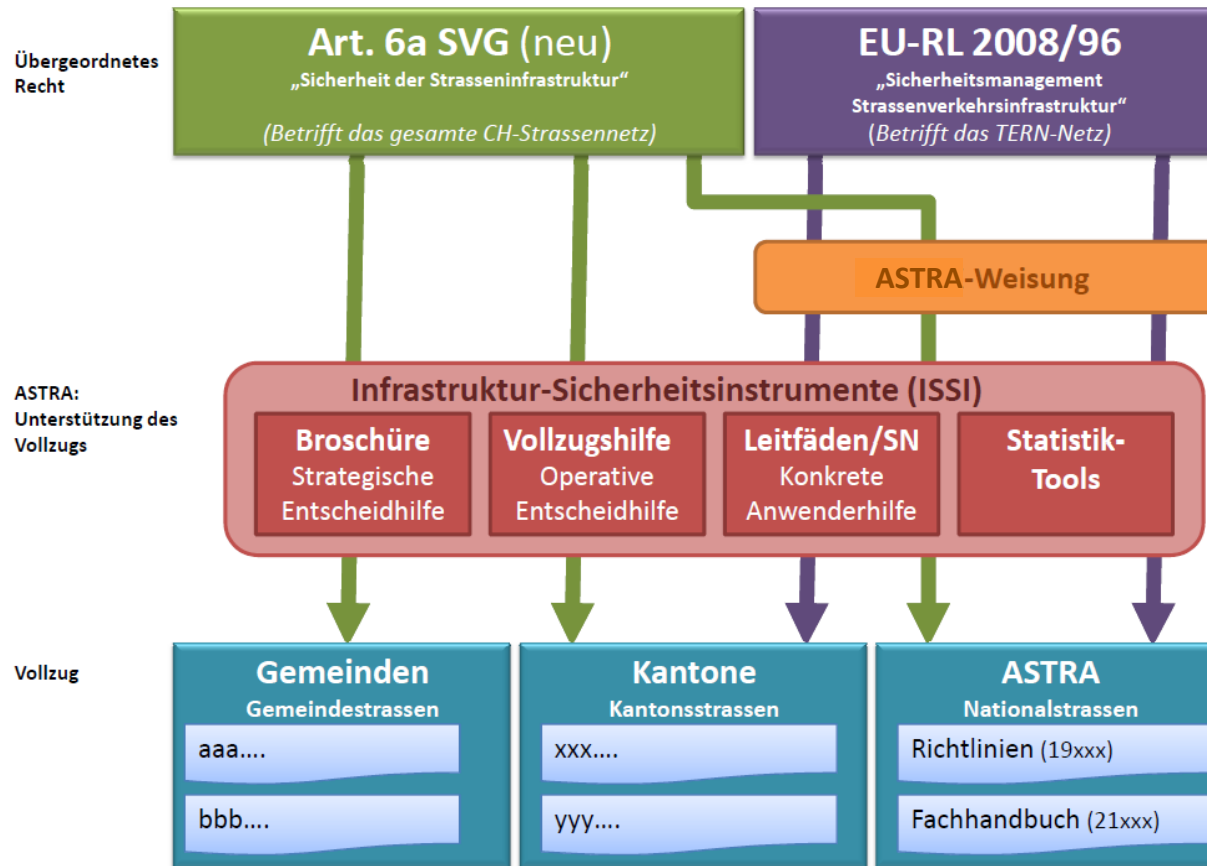 Übergeordnetes
Recht
Art. 6a SVG (neu)
„Sicherheit der Strasseninfrastruktur“
(Betrifft das gesamte CH-Strassennetz)
EU-RL 2008/96
„Sicherheitsmanagement
Strassenverkehrsinfrastruktur“
(Betrifft das TERN-Netz)
ASTRA-Weisung
ASTRA:
Unterstützung des
Vollzugs
Infrastruktur-Sicherheitsinstrumente (ISSI)
Broschüre
Strategische
Entscheidhilfe
Vollzugshilfe
Operative
Entscheidhilfe
Leitfäden/SN
Konkrete
Anwenderhilfe
Statistik-
Tools
Vollzug
Gemeinden
Gemeindestrassen
aaa....
bbb....
Kantone
Kantonsstrassen
xxx....
yyy....
ASTRA
Nationalstrassen
Richtlinien (19xxx)
Fachhandbuch (21xxx)